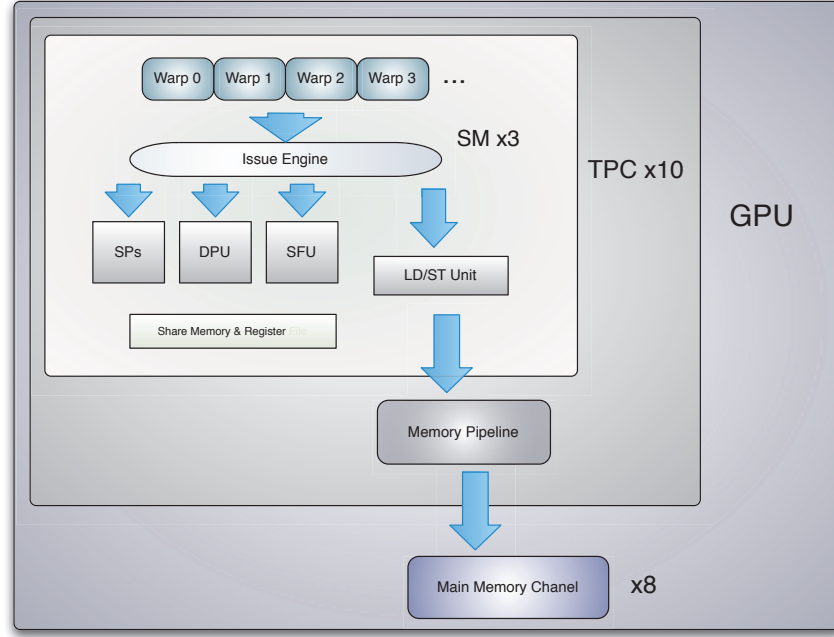 Warp 0 Warp 1 Warp 2 Warp 3 ...
SM x3
Issue Engine
TPC x10
GPU
SPs DPU SFU
LD/ST Unit
Share Memory & Register File
Memory Pipeline
Main Memory Chanel x8